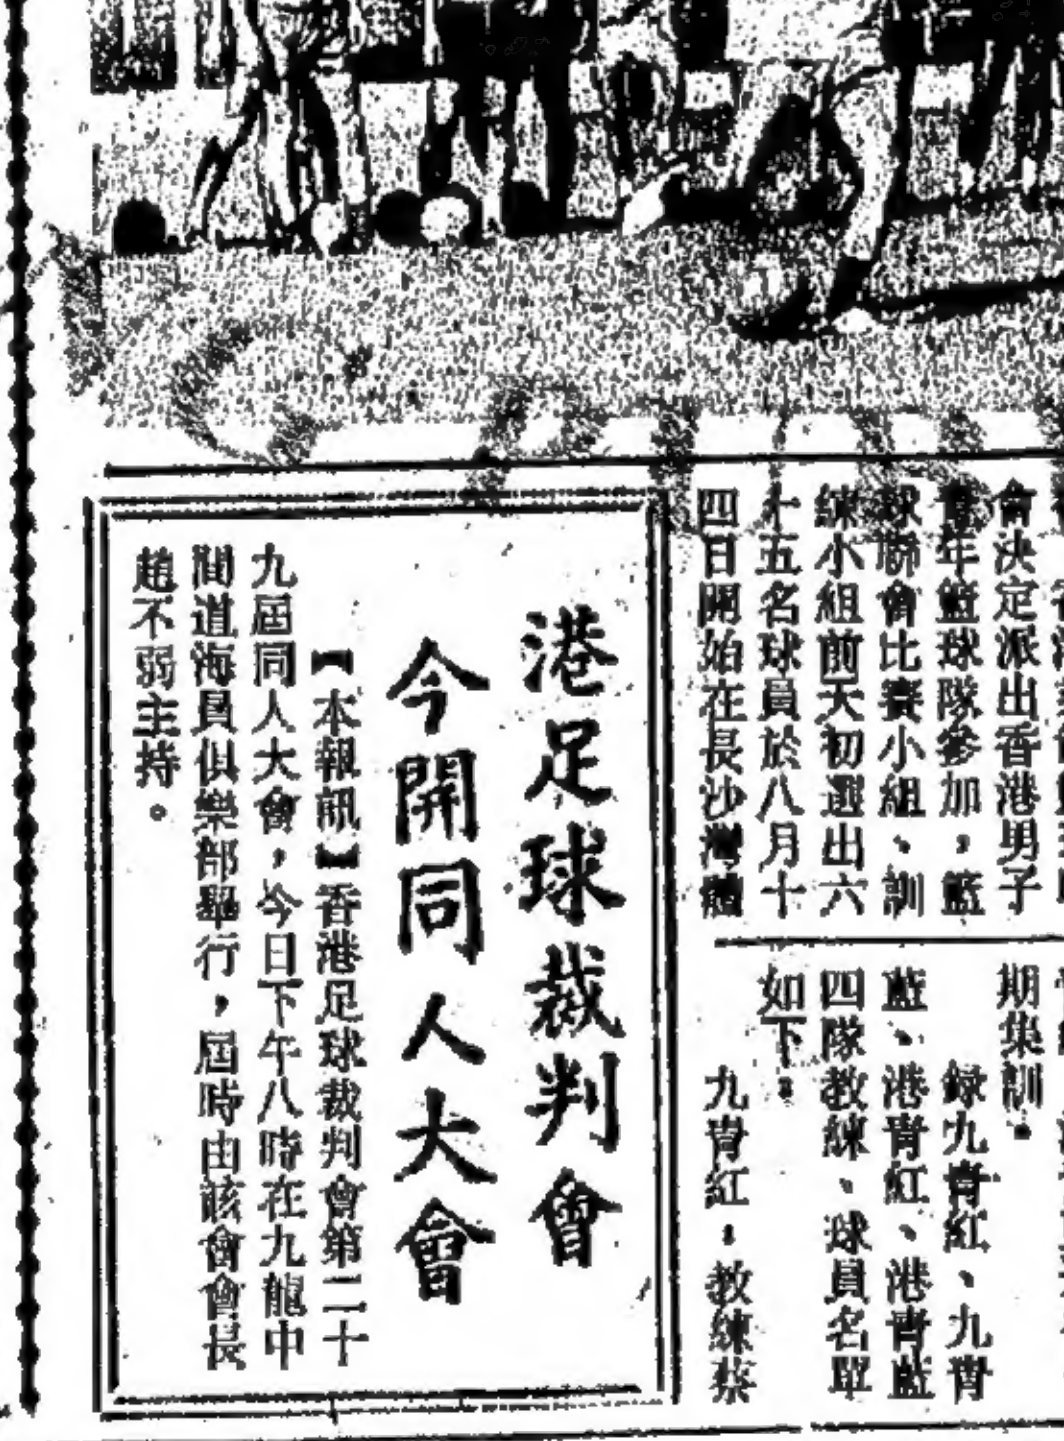 會決定派出香港男子
青年籃球隊參加，籃
球聯會比賽小組、訓
練小組前天初選出六
十五名球員於八月十
四日開始在長沙灣體
期集訓。
錄九青紅、九青
藍、港青紅、港青藍
四隊教練、球員名單
如下。
九青紅：教練蔡
港足球裁判會
今開同人大會
【本報訊】香港足球裁判會第二十
九屆同人大會，今日下午八時在九龍中
間道海員俱樂部舉行，屆時由該會會長
趙不弱主持。